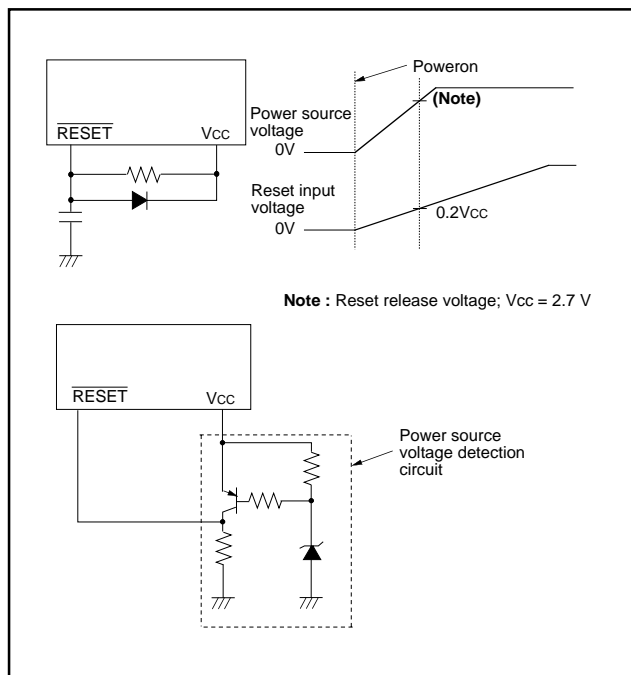 Poweron
(Note)
Power source
voltage
0V
RESET
VCC
Reset input
voltage
0V
0.2VCC
Note : Reset release voltage; Vcc = 2.7 V
RESET
VCC
Power source
voltage detection
circuit